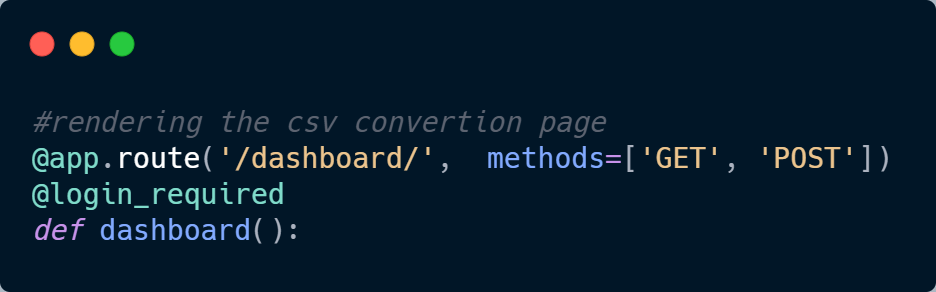 #rendering the csv convertion page
@app.route('/dashboard/',  methods=['GET', 'POST'])
@login_required
def dashboard():